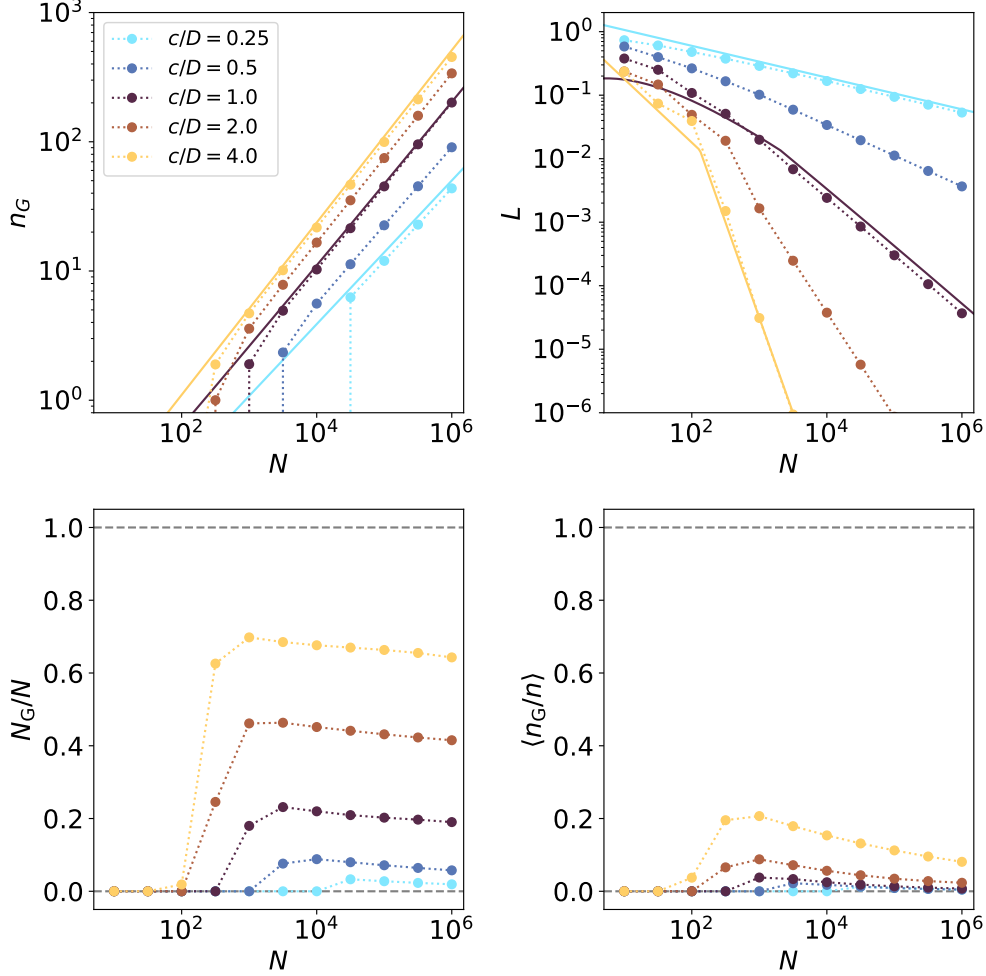 10³
10²
10¹
10⁰
n_G
c/D = 0.25
c/D = 0.5
c/D = 1.0
c/D = 2.0
c/D = 4.0
10² 10⁴ 10⁶
N
10⁰
10⁻¹
10⁻²
10⁻³
10⁻⁴
10⁻⁵
10⁻⁶
L
10² 10⁴ 10⁶
N
1.0
0.8
0.6
0.4
0.2
0.0
N_G/N
10² 10⁴ 10⁶
N
1.0
0.8
0.6
0.4
0.2
0.0
⟨n_G/n⟩
10² 10⁴ 10⁶
N